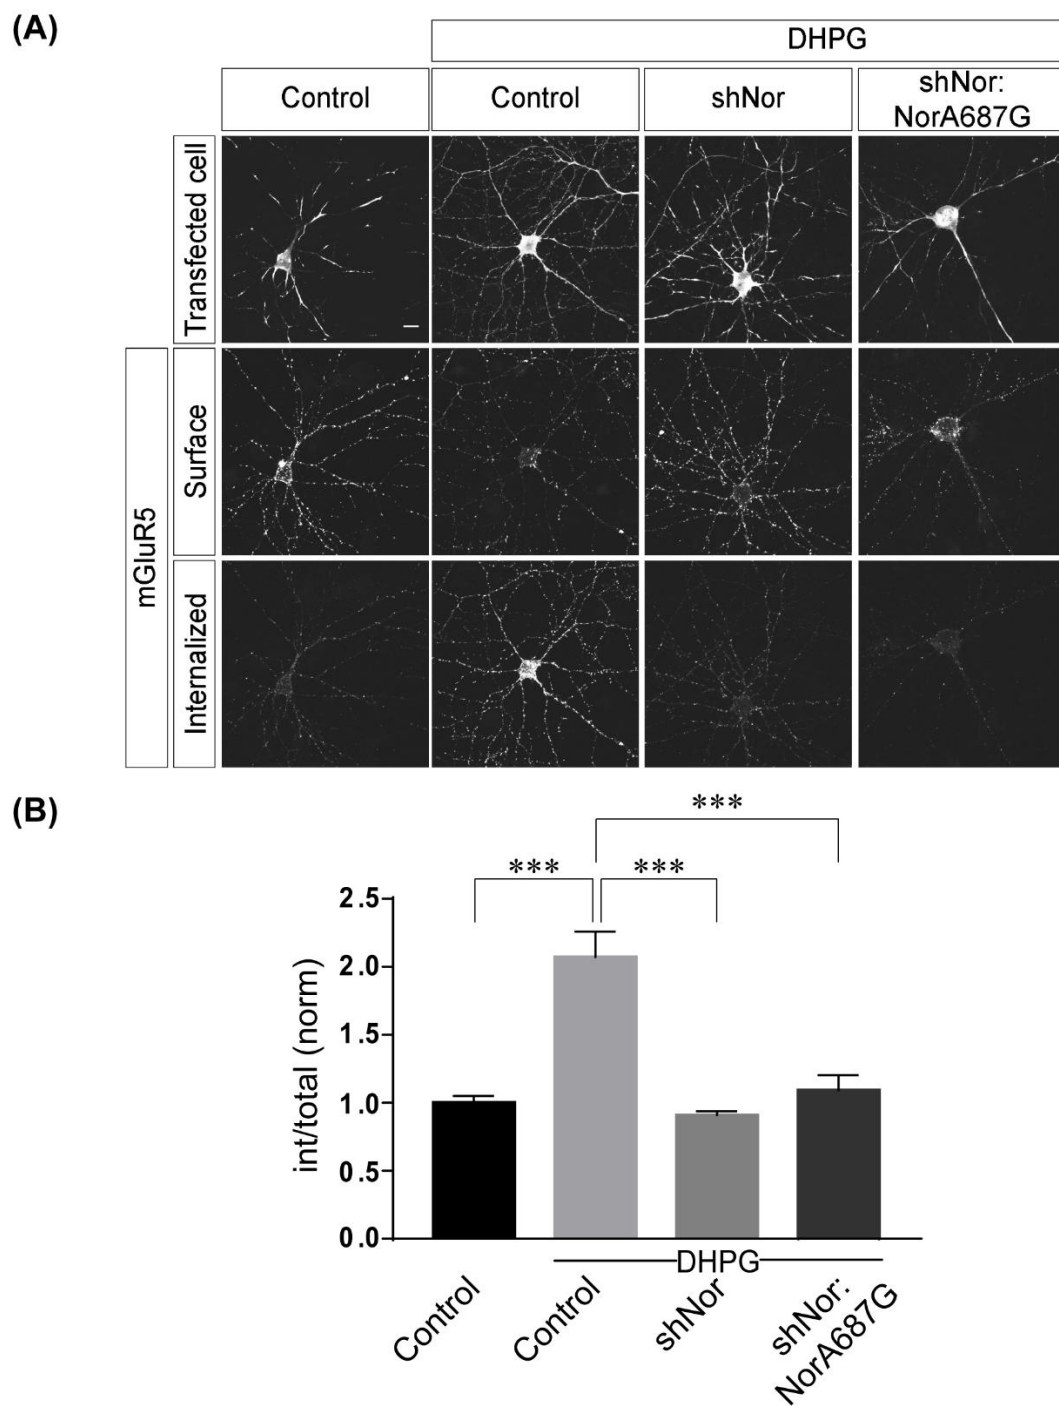 (A)
DHPG
Control
Control
shNor
shNor:
NorA687G
Transfected cell
mGluR5
Surface
Internalized
(B)
***
***
***
2.5
2.0
1.5
1.0
0.5
0.0
int/total (norm)
DHPG
Control
Control
shNor
shNor:
NorA687G